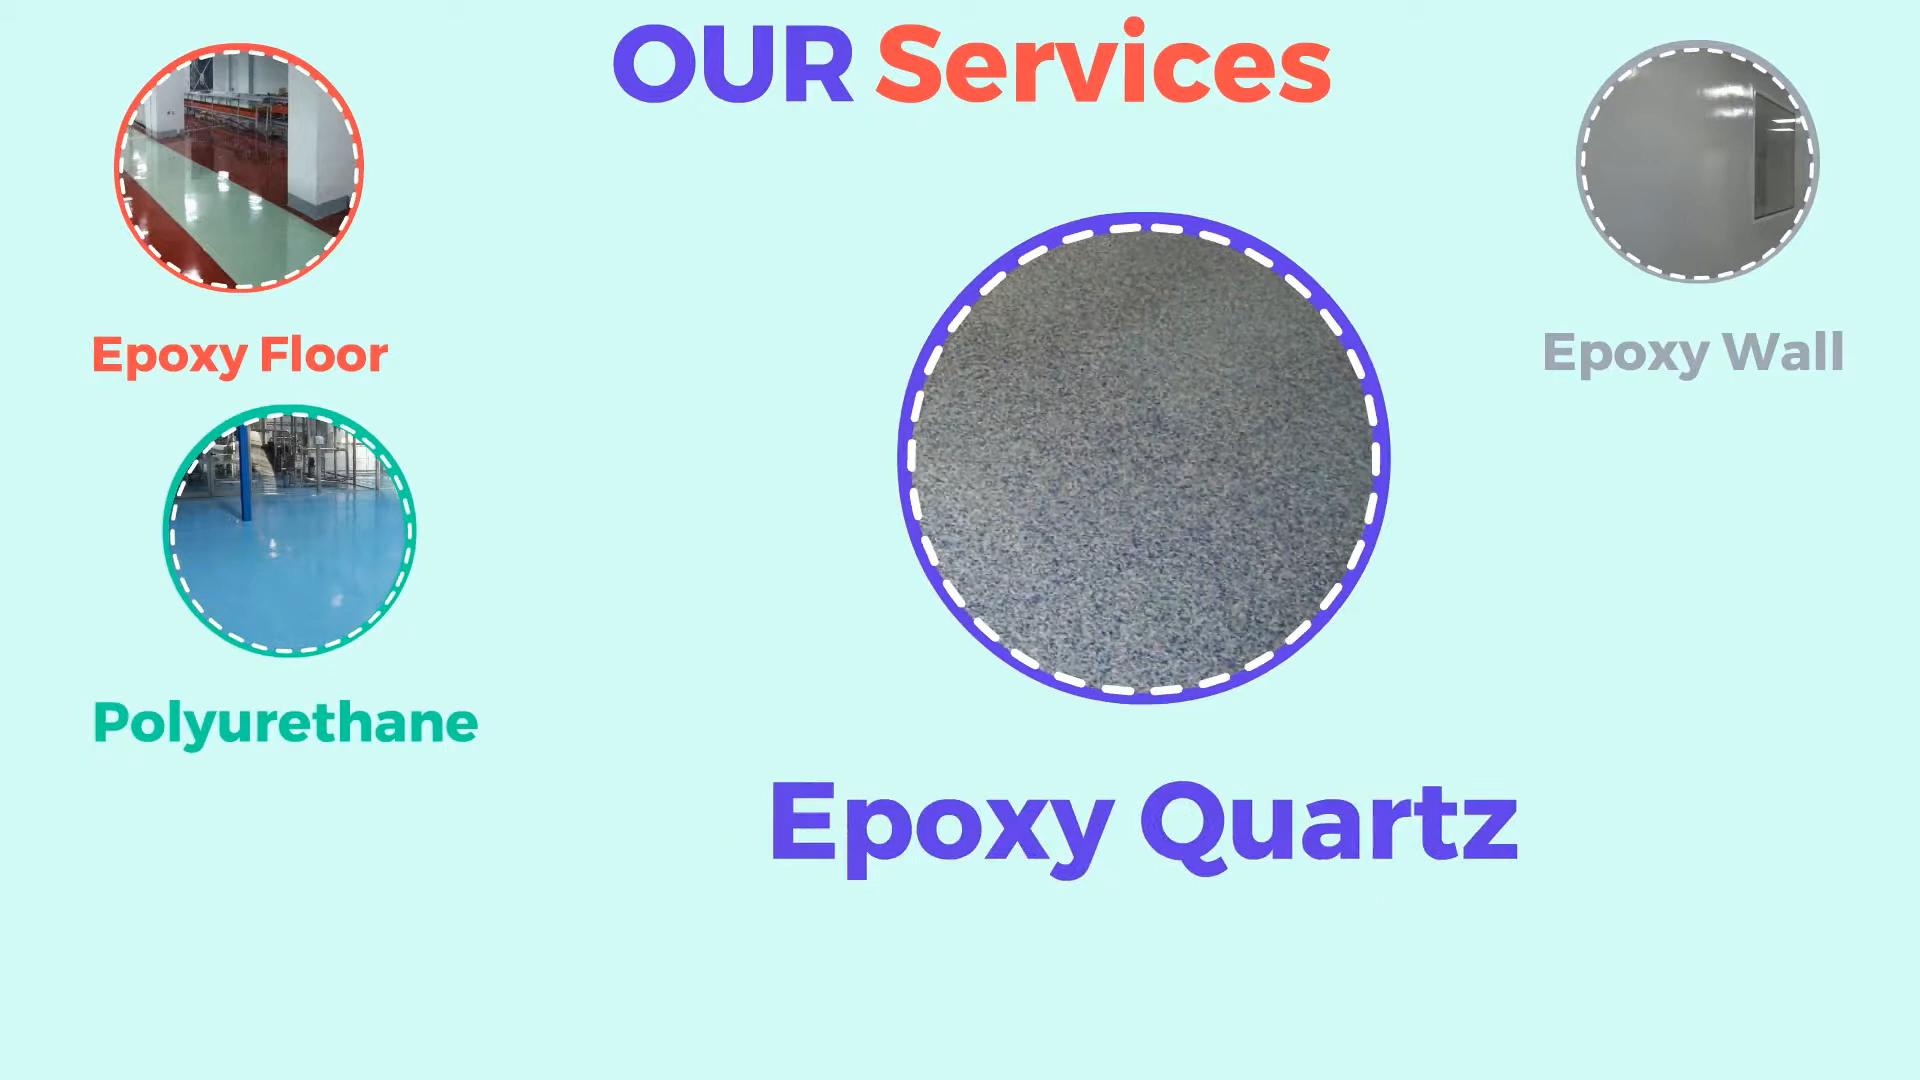 OUR Services
Epoxy Floor
Epoxy Wall
Polyurethane
Epoxy Quartz